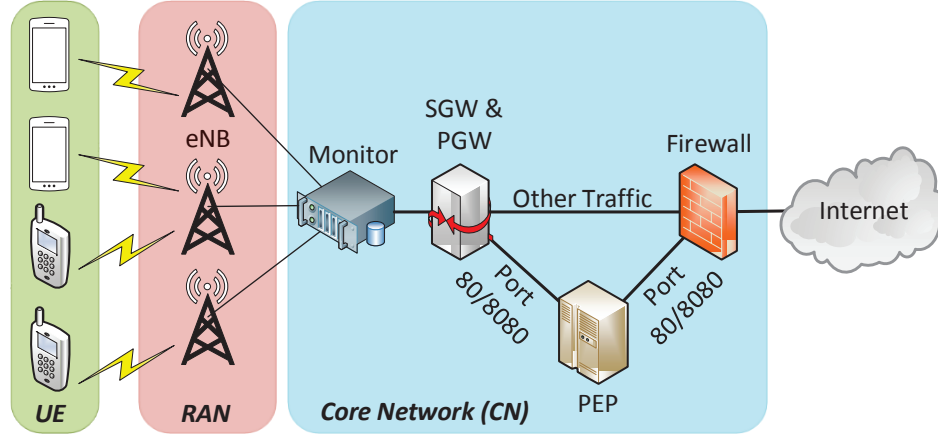 SGW &
PGW
Firewall
eNB
Monitor
Other Traffic
Internet
Port
80/8080
Port
80/8080
PEP
UE
RAN
Core Network (CN)